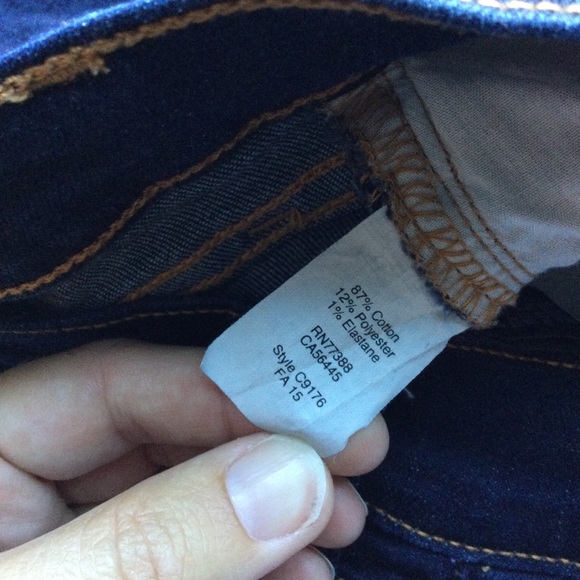 87% Cotton
12% Polyester
1% Elastane
RN77388
CA56445
Style C9176
FA 15